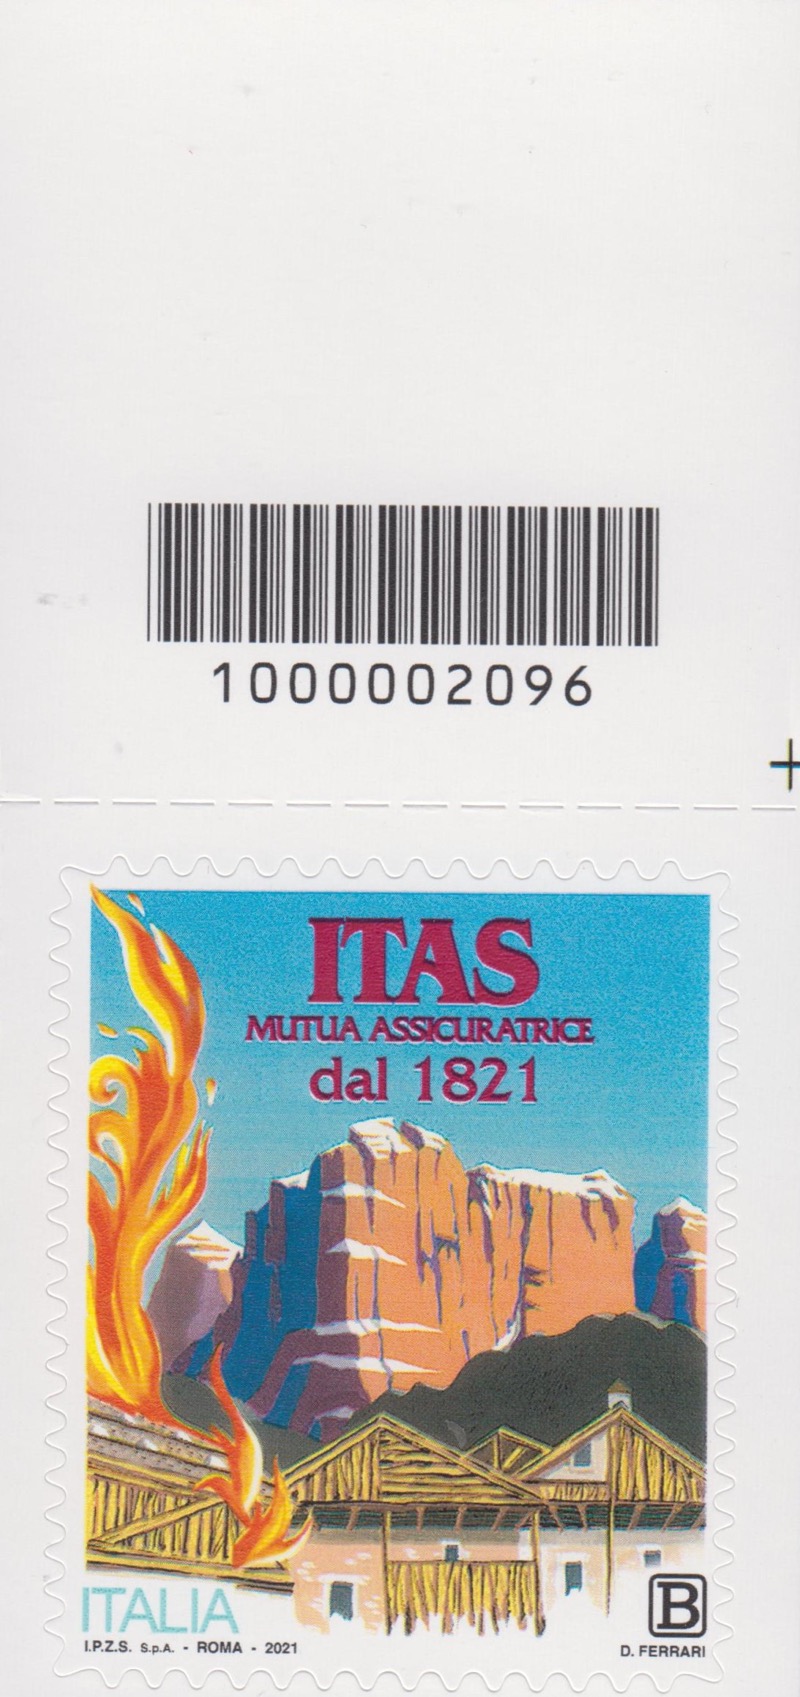 1000002096
ITAS
MUTUA ASSICURATRICE
dal 1821
ITALIA
B
I.P.Z.S. S.p.A. - ROMA - 2021
D. FERRARI